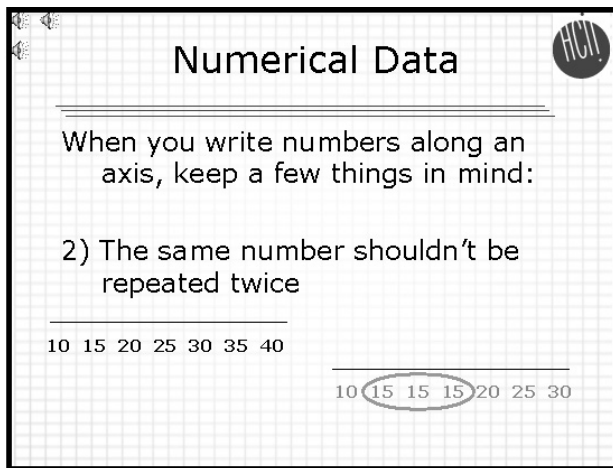 HCII
Numerical Data
When you write numbers along an
axis, keep a few things in mind:
2) The same number shouldn't be
repeated twice
10 15 20 25 30 35 40
10 15 15 15 20 25 30